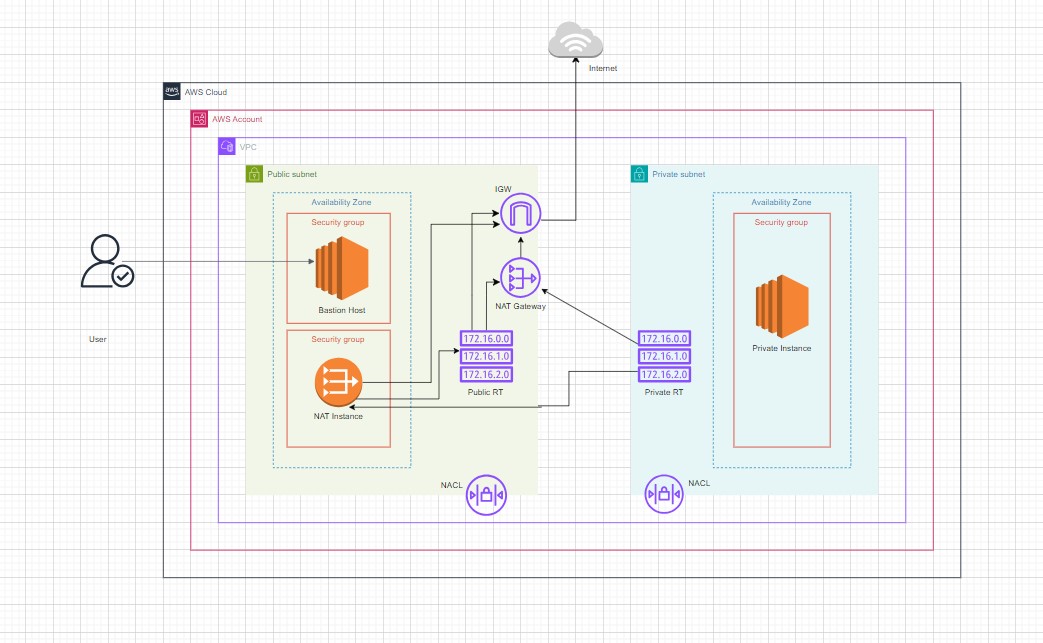 Internet
aws
AWS Cloud
AWS Account
VPC
Public subnet
Private subnet
IGW
Availability Zone
Availability Zone
Security group
Security group
Bastion Host
NAT Gateway
User
Security group
172.16.0.0
172.16.1.0
172.16.2.0
Public RT
172.16.0.0
172.16.1.0
172.16.2.0
Private RT
Private Instance
NAT Instance
NACL
NACL